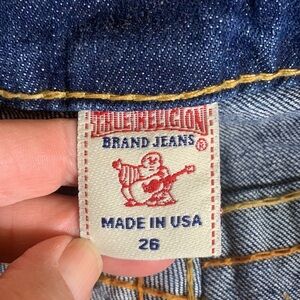 TRUE RELIGION
BRAND JEANS®
MADE IN USA
26